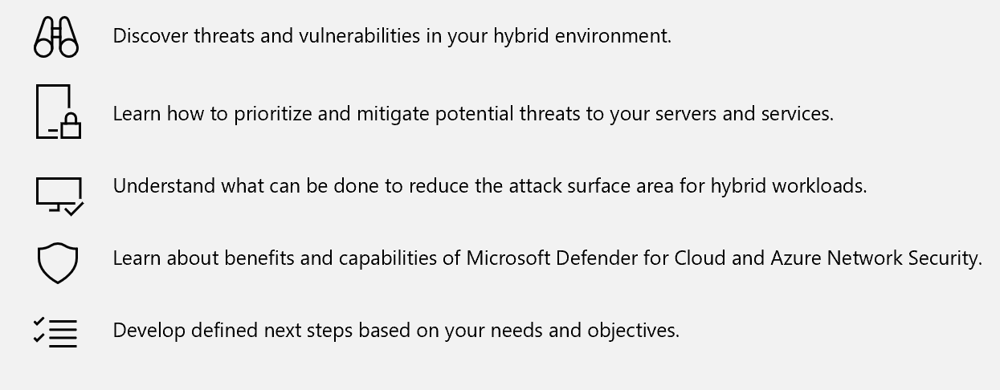 Discover threats and vulnerabilities in your hybrid environment.
Learn how to prioritize and mitigate potential threats to your servers and services.
Understand what can be done to reduce the attack surface area for hybrid workloads.
Learn about benefits and capabilities of Microsoft Defender for Cloud and Azure Network Security.
Develop defined next steps based on your needs and objectives.